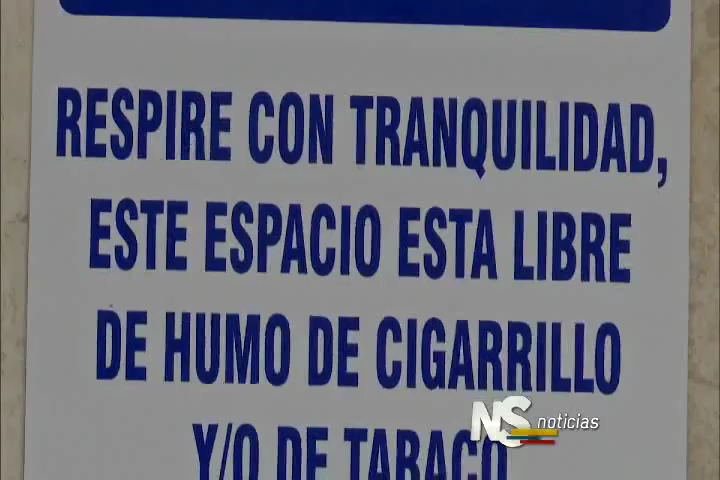 RESPIRE CON TRANQUILIDAD,
ESTE ESPACIO ESTA LIBRE
DE HUMO DE CIGARRILLO
Y/O DE TABACO
NS noticias